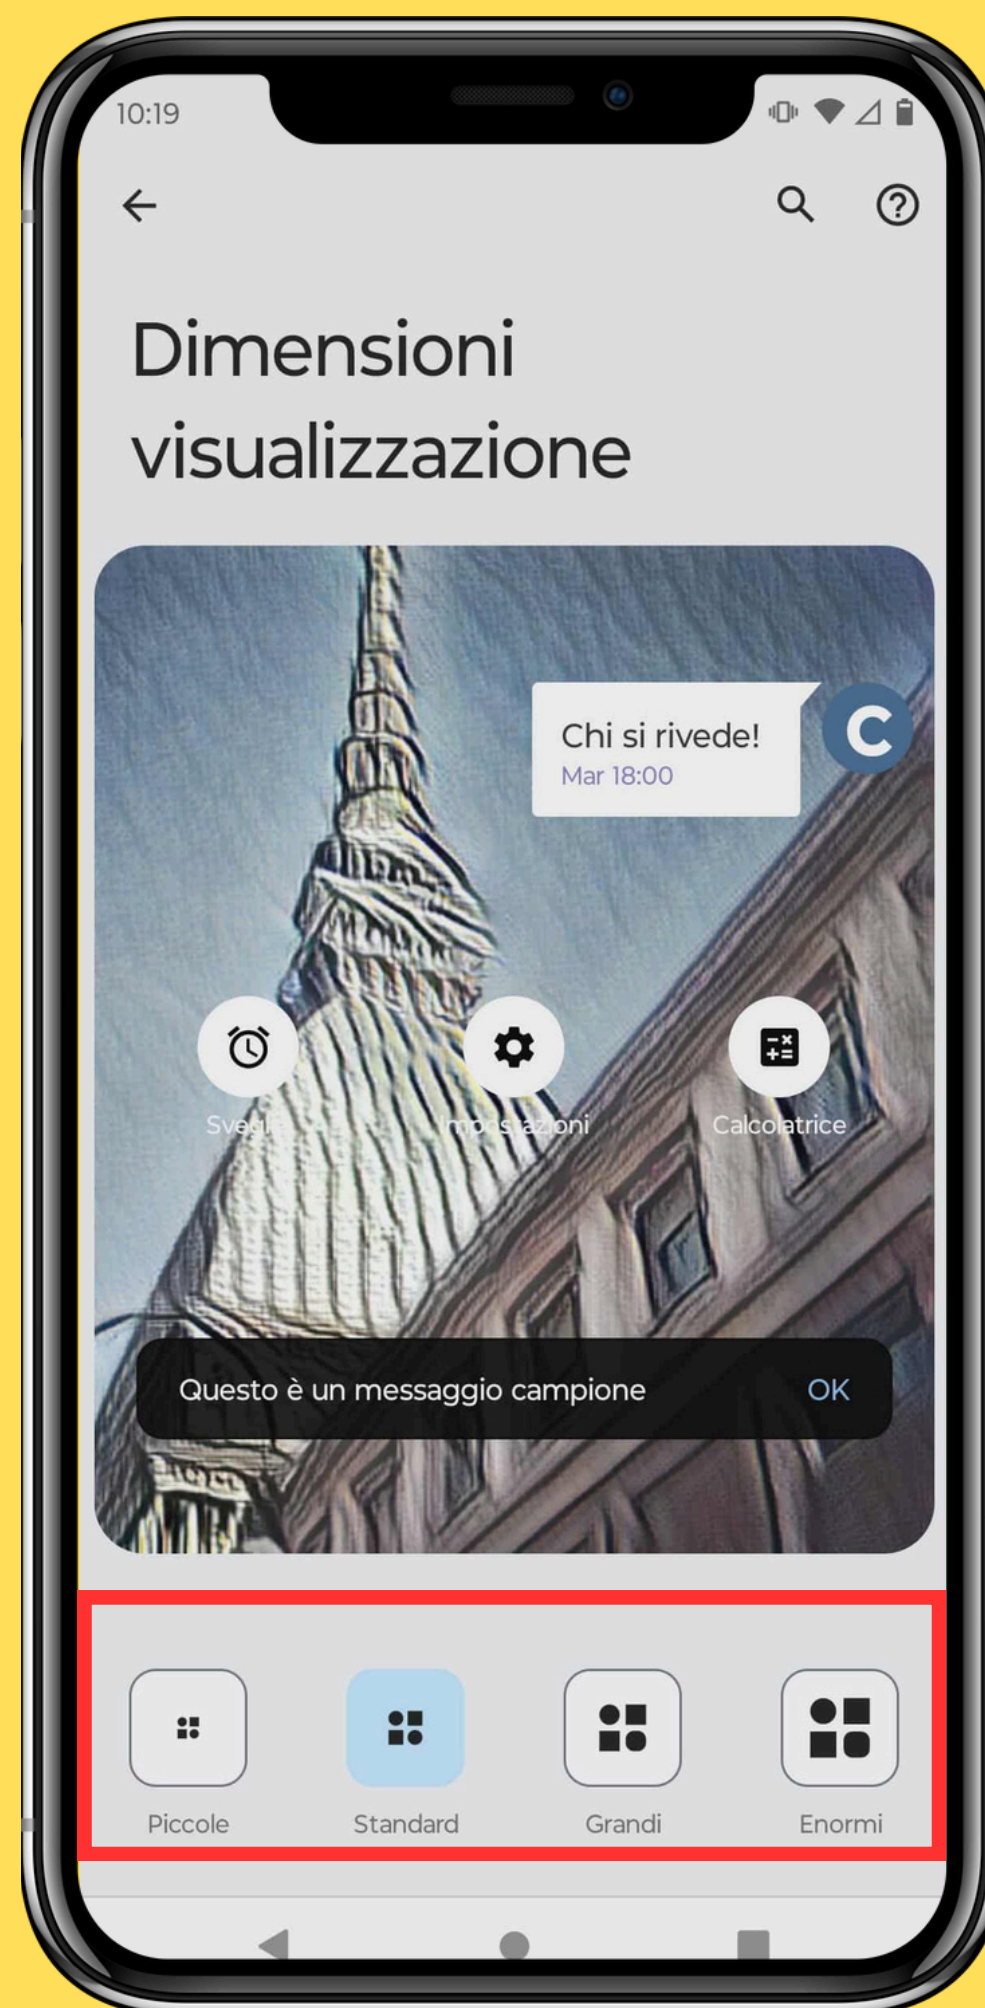 10:19
Dimensioni
visualizzazione
Chi si rivede!
Mar 18:00
C
Sveglia
Impostazioni
Calcolatrice
Questo è un messaggio campione
OK
Piccole
Standard
Grandi
Enormi